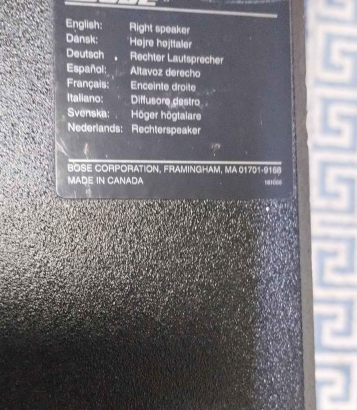 BOSE
English: Right speaker
Dansk: Højre højttaler
Deutsch Rechter Lautsprecher
Español: Altavoz derecho
Français: Enceinte droite
Italiano: Diffusore destro
Svenska: Höger högtalare
Nederlands: Rechterspeaker
BOSE CORPORATION, FRAMINGHAM, MA 01701-9168
MADE IN CANADA